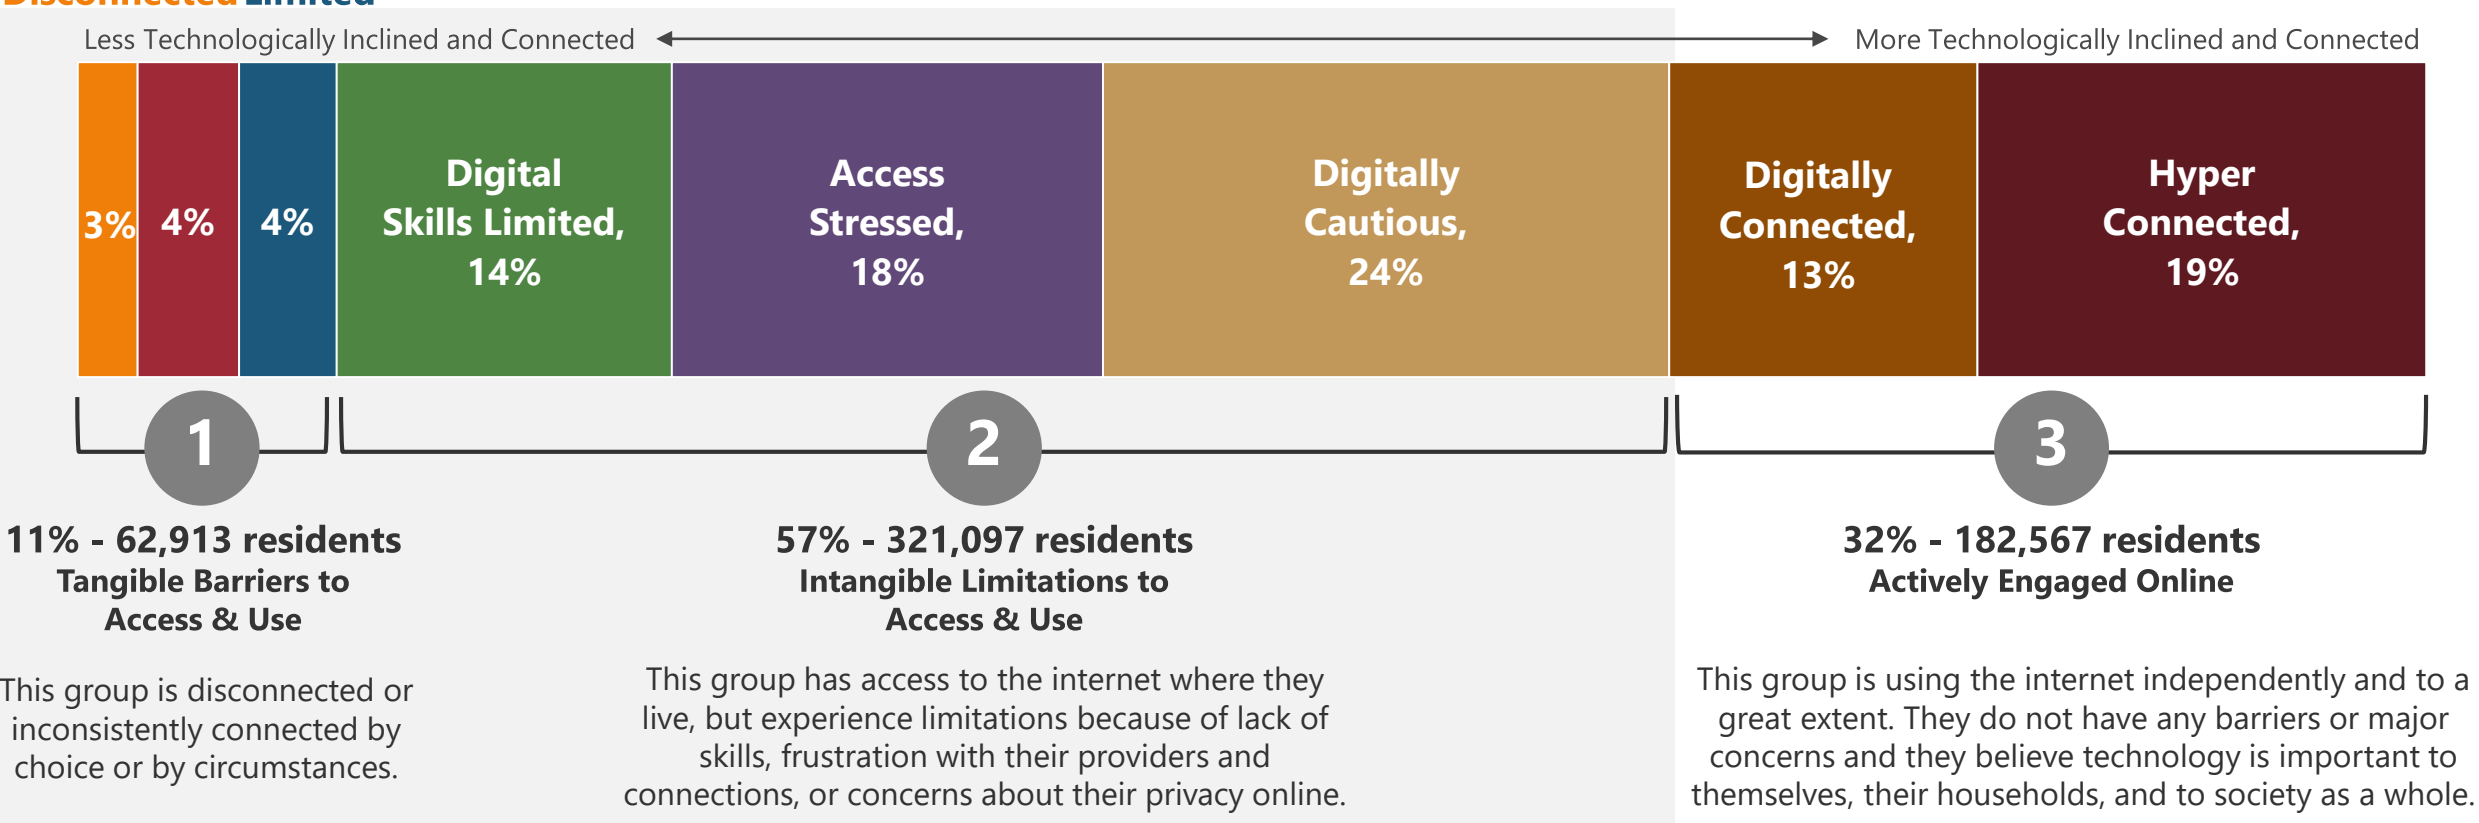 Disconnected Limited
Less Technologically Inclined and Connected
More Technologically Inclined and Connected
3%
4%
4%
Digital
Skills Limited,
14%
Access
Stressed,
18%
Digitally
Cautious,
24%
Digitally
Connected,
13%
Hyper
Connected,
19%
1
2
3
11% - 62,913 residents
Tangible Barriers to
Access & Use
This group is disconnected or
inconsistently connected by
choice or by circumstances.
57% - 321,097 residents
Intangible Limitations to
Access & Use
This group has access to the internet where they
live, but experience limitations because of lack of
skills, frustration with their providers and
connections, or concerns about their privacy online.
32% - 182,567 residents
Actively Engaged Online
This group is using the internet independently and to a
great extent. They do not have any barriers or major
concerns and they believe technology is important to
themselves, their households, and to society as a whole.